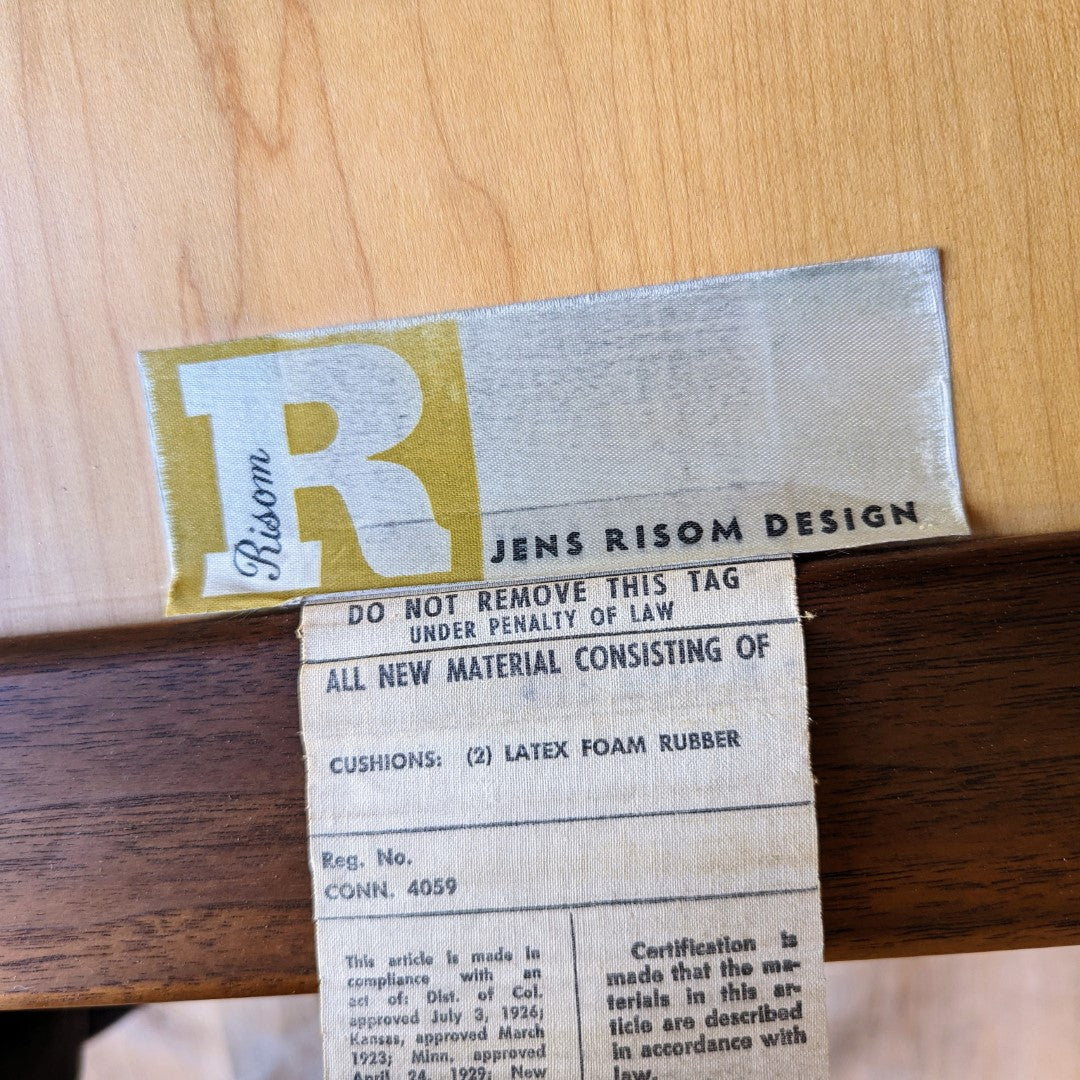 R
Risom
JENS RISOM DESIGN
DO NOT REMOVE THIS TAG
UNDER PENALTY OF LAW
ALL NEW MATERIAL CONSISTING OF
CUSHIONS: (2) LATEX FOAM RUBBER
Reg. No.
CONN. 4059
This article is made in
compliance with an
act of: Dist. of Col.
approved July 3, 1926;
Kansas, approved March
1923; Minn. approved
April 24, 1929; New
Certification is
made that the ma-
terials in this ar-
ticle are described
in accordance with
law.